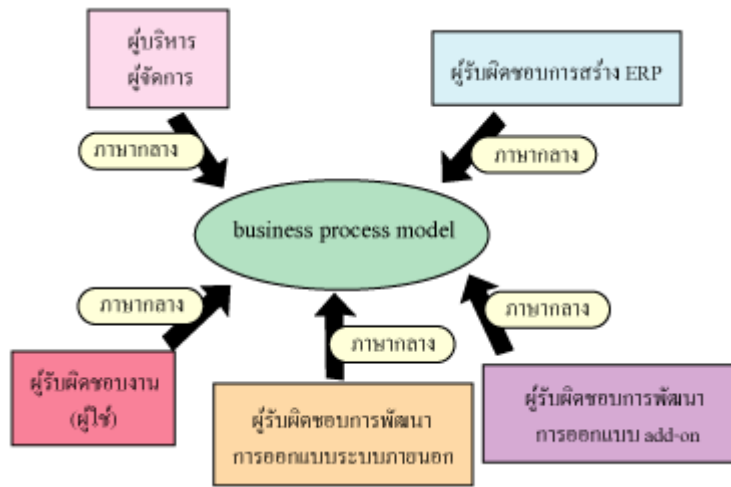 ผู้บริหาร
ผู้จัดการ
ผู้รับผิดชอบการสร้าง ERP
ภาษากลาง
ภาษากลาง
business process model
ภาษากลาง
ภาษากลาง
ภาษากลาง
ผู้รับผิดชอบงาน
(ผู้ใช้)
ผู้รับผิดชอบการพัฒนา
การออกแบบระบบภายนอก
ผู้รับผิดชอบการพัฒนา
การออกแบบ add-on